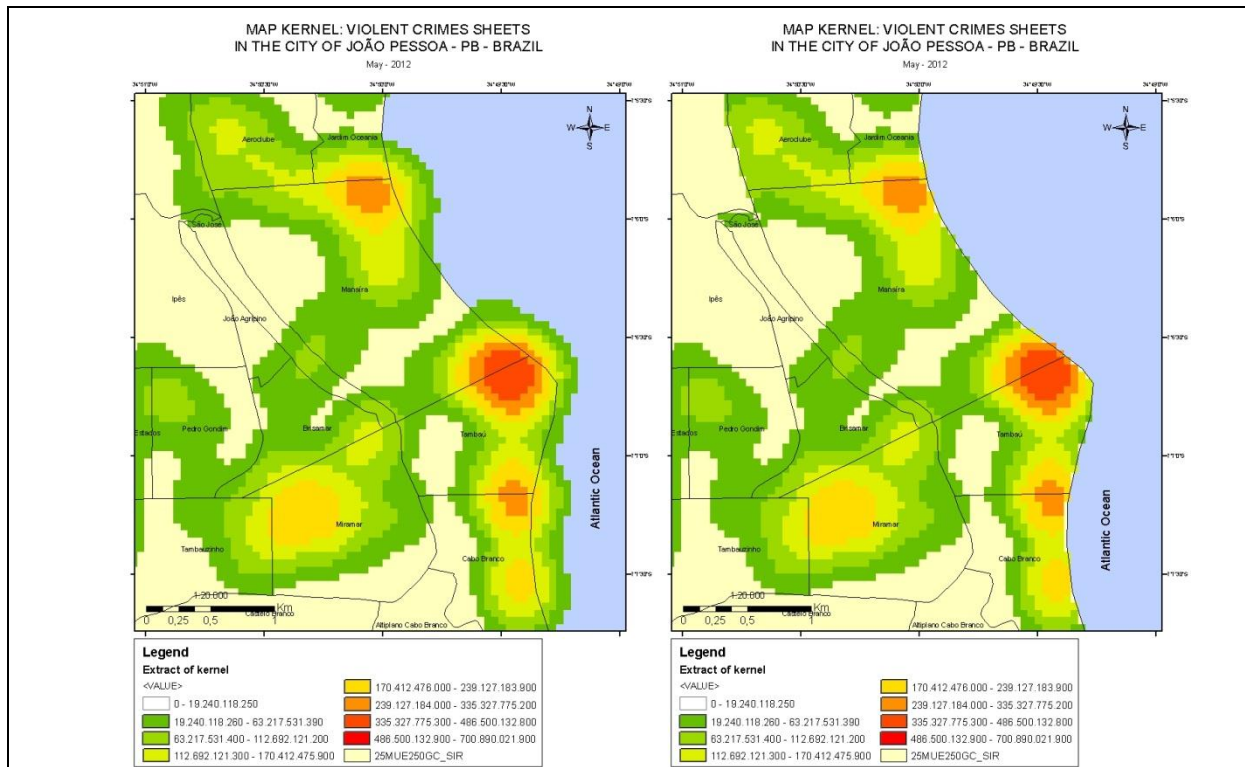 MAP KERNEL: VIOLENT CRIMES SHEETS
IN THE CITY OF JOÃO PESSOA - PB - BRAZIL
May - 2012
N
W E
S
Aeroclube
Jardim Oceania
São José
Manaíra
Ipês
João Agripino
Estados
Pedro Gondim
Brisamar
Tambaú
Miramar
Tambauzinho
Cabo Branco
Castelo Branco
Altiplano Cabo Branco
Atlantic Ocean
1:20.000
Km
0 0,25 0,5 1
Legend
Extract of kernel
<VALUE>
0 - 19.240.118.250
19.240.118.260 - 63.217.531.390
63.217.531.400 - 112.692.121.200
112.692.121.300 - 170.412.475.900
170.412.476.000 - 239.127.183.900
239.127.184.000 - 335.327.775.200
335.327.775.300 - 486.500.132.800
486.500.132.900 - 700.890.021.900
25MUE250GC_SIR
MAP KERNEL: VIOLENT CRIMES SHEETS
IN THE CITY OF JOÃO PESSOA - PB - BRAZIL
May - 2012
N
W E
S
Aeroclube
Jardim Oceania
São José
Manaíra
Ipês
João Agripino
Estados
Pedro Gondim
Brisamar
Tambaú
Miramar
Tambauzinho
Cabo Branco
Castelo Branco
Altiplano Cabo Branco
Atlantic Ocean
1:20.000
Km
0 0,25 0,5 1
Legend
Extract of kernel
<VALUE>
0 - 19.240.118.250
19.240.118.260 - 63.217.531.390
63.217.531.400 - 112.692.121.200
112.692.121.300 - 170.412.475.900
170.412.476.000 - 239.127.183.900
239.127.184.000 - 335.327.775.200
335.327.775.300 - 486.500.132.800
486.500.132.900 - 700.890.021.900
25MUE250GC_SIR